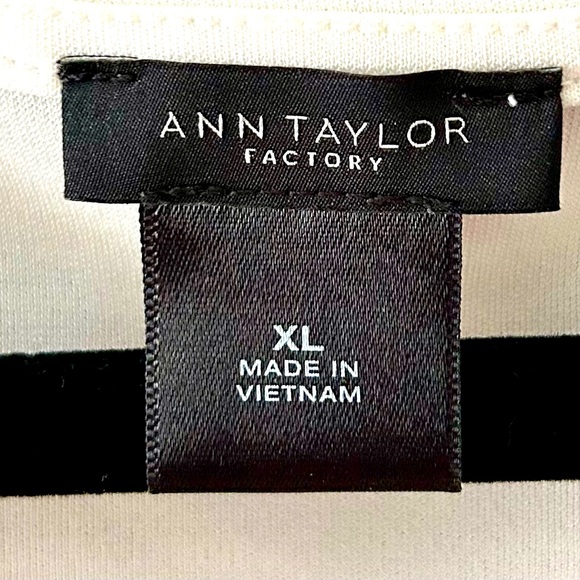 ANN TAYLOR
FACTORY
XL
MADE IN
VIETNAM